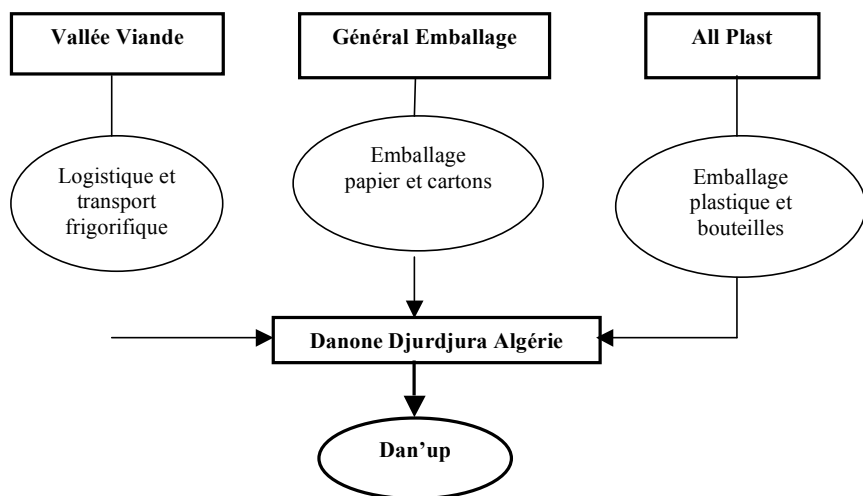 Vallée Viande
Général Emballage
All Plast
Logistique et
transport
frigorifique
Emballage
papier et cartons
Emballage
plastique et
bouteilles
Danone Djurdjura Algérie
Dan’up